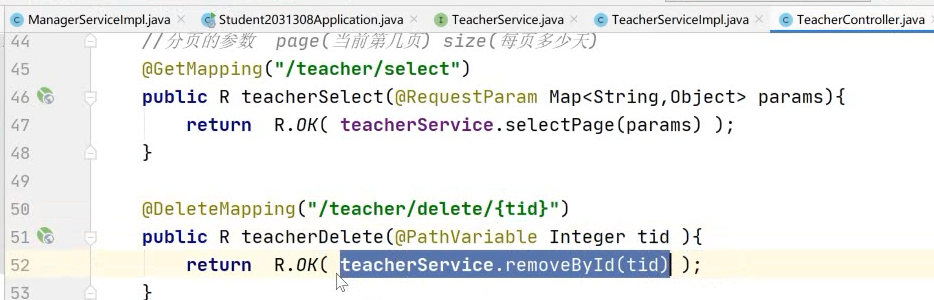 ManagerServiceImpl.java × Student2031308Application.java × TeacherService.java × TeacherServiceImpl.java × TeacherController.java ×
44 //分页的参数 page(当前第几页) size(每页多少天)
45 @GetMapping("/teacher/select")
46 public R teacherSelect(@RequestParam Map<String,Object> params){
47 return R.OK( teacherService.selectPage(params) );
48 }
49
50 @DeleteMapping("/teacher/delete/{tid}")
51 public R teacherDelete(@PathVariable Integer tid ){
52 return R.OK( teacherService.removeById(tid) );
53 }